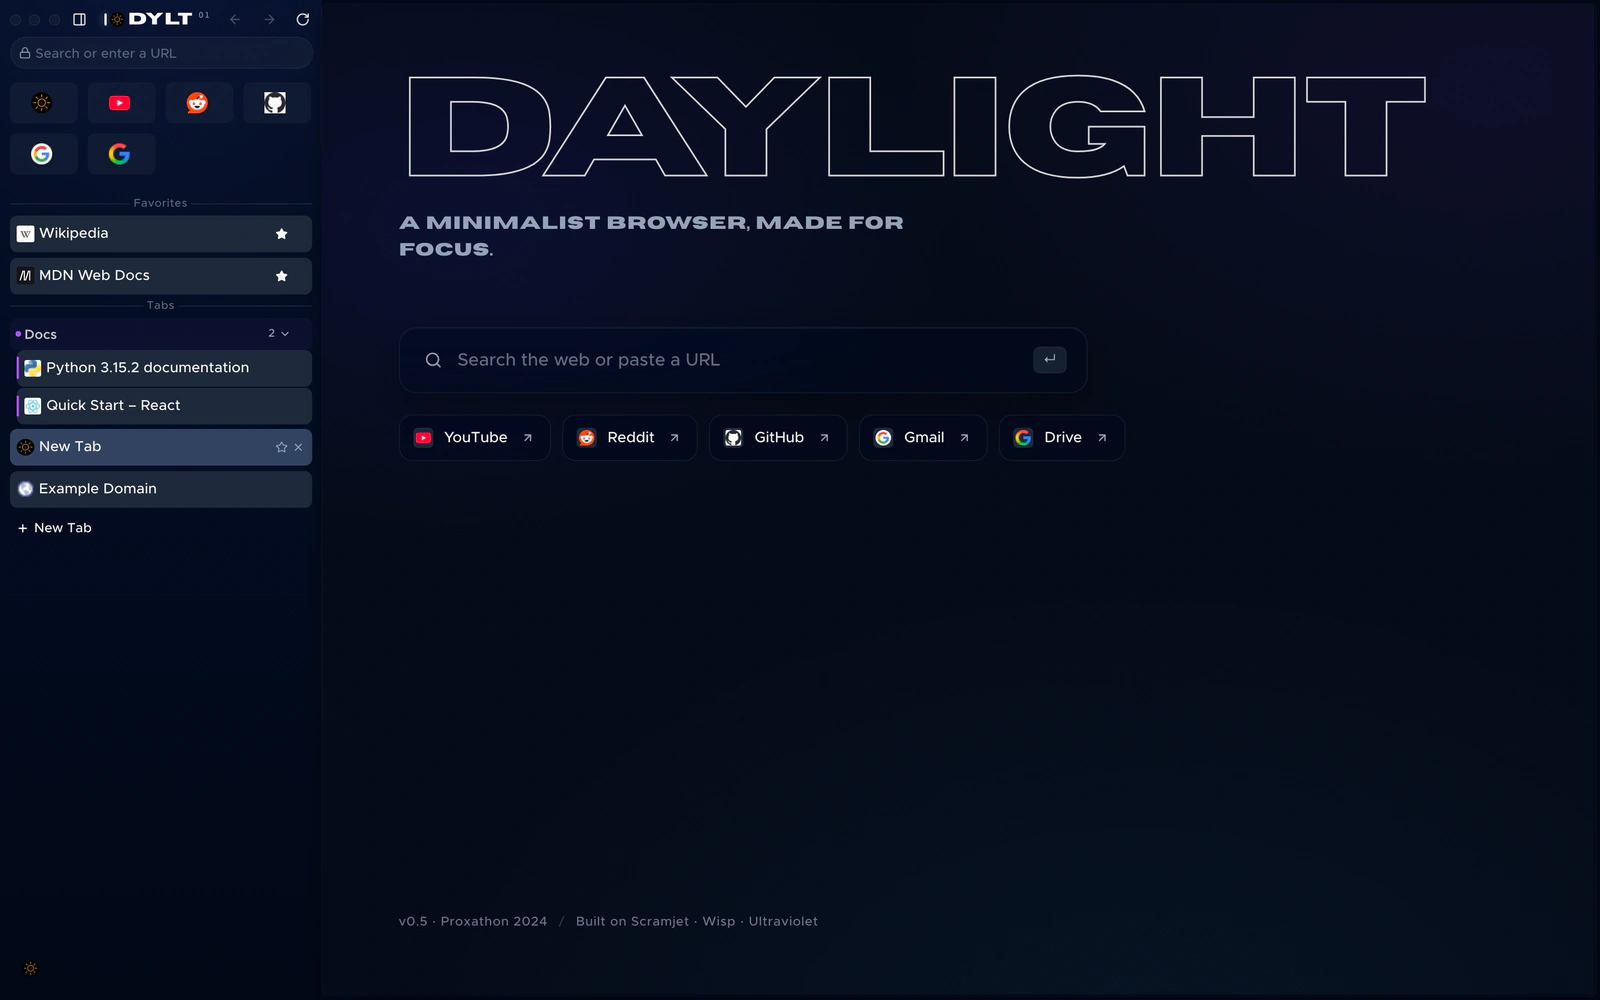 DYLT 01
Search or enter a URL
Favorites
Wikipedia
MDN Web Docs
Tabs
Docs 2
Python 3.15.2 documentation
Quick Start – React
New Tab
Example Domain
+ New Tab
DAYLIGHT
A MINIMALIST BROWSER, MADE FOR
FOCUS.
Search the web or paste a URL
YouTube Reddit GitHub Gmail Drive
v0.5 · Proxathon 2024 / Built on Scramjet · Wisp · Ultraviolet